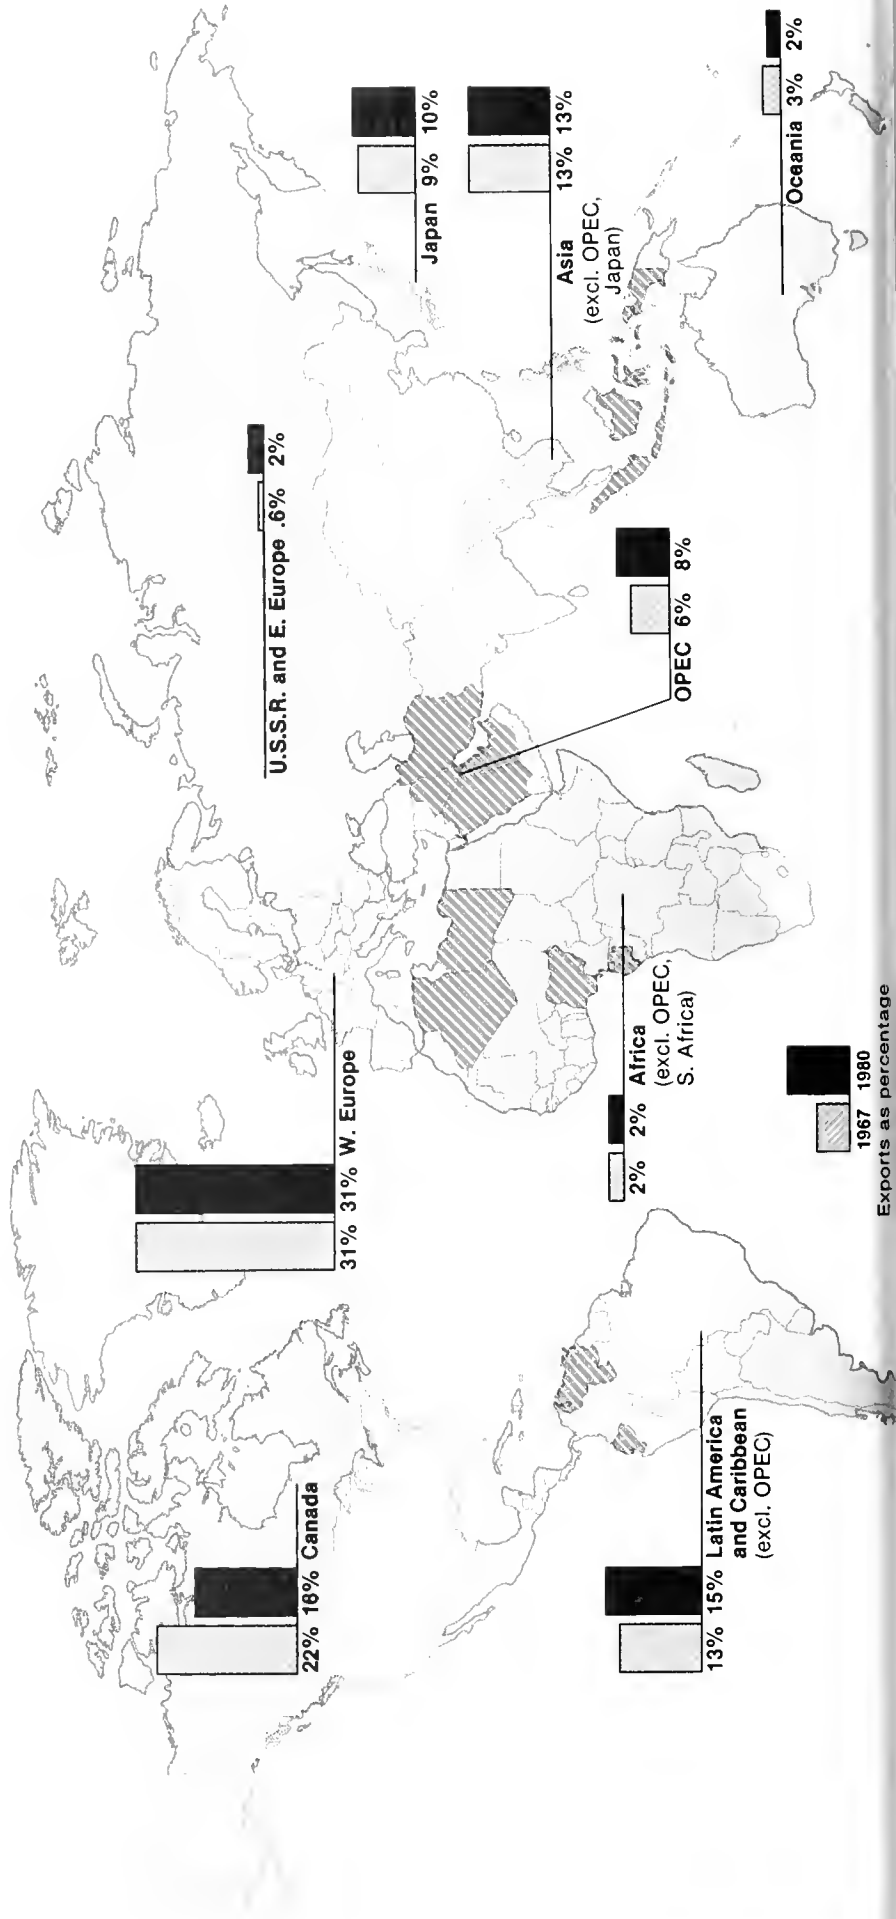 U.S.S.R. and E. Europe .6% 2%
22% 16% Canada
31% 31% W. Europe
Japan 9% 10%
13% 13%
Asia
(excl. OPEC,
Japan)
2% 2% Africa
(excl. OPEC,
S. Africa)
OPEC 6% 8%
13% 15% Latin America
and Caribbean
(excl. OPEC)
Oceania 3% 2%
1967 1980
Exports as percentage